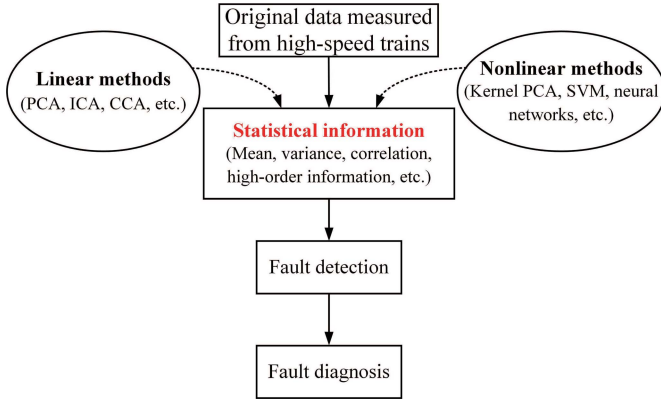 Original data measured
from high-speed trains
Linear methods
(PCA, ICA, CCA, etc.)
Nonlinear methods
(Kernel PCA, SVM, neural
networks, etc.)
Statistical information
(Mean, variance, correlation,
high-order information, etc.)
Fault detection
Fault diagnosis